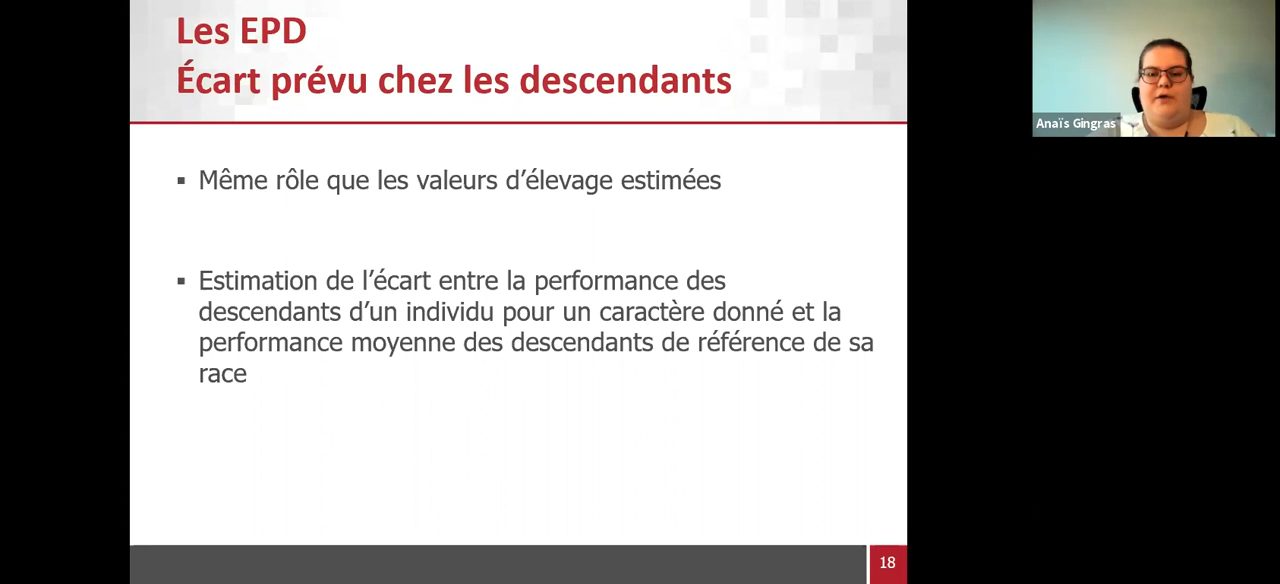 Les EPD
Écart prévu chez les descendants
▪ Même rôle que les valeurs d’élevage estimées
▪ Estimation de l’écart entre la performance des
descendants d’un individu pour un caractère donné et la
performance moyenne des descendants de référence de sa
race
18
Anaïs Gingras